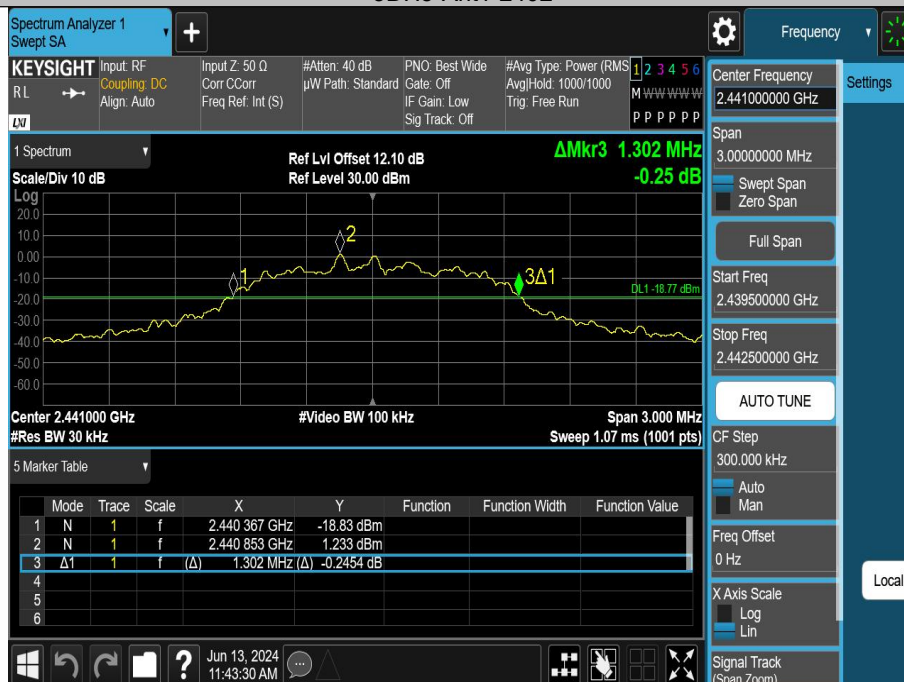 Spectrum Analyzer 1
Swept SA
+
Frequency
KEYSIGHT
RL
LXI
Input: RF
Coupling: DC
Align: Auto
Input Z: 50 Ω
Corr CCorr
Freq Ref: Int (S)
#Atten: 40 dB
µW Path: Standard
PNO: Best Wide
Gate: Off
IF Gain: Low
Sig Track: Off
#Avg Type: Power (RMS
Avg|Hold: 1000/1000
Trig: Free Run
1 2 3 4 5 6
M W W W W W
P P P P P P
1 Spectrum
Scale/Div 10 dB
Ref Lvl Offset 12.10 dB
Ref Level 30.00 dBm
ΔMkr3 1.302 MHz
-0.25 dB
Log
20.0
10.0
0.00
-10.0
-20.0
-30.0
-40.0
-50.0
-60.0
1
2
3Δ1
DL1 -18.77 dBm
Center 2.441000 GHz
#Video BW 100 kHz
Span 3.000 MHz
#Res BW 30 kHz
Sweep 1.07 ms (1001 pts)
5 Marker Table
Mode Trace Scale X Y Function Function Width Function Value
1 N 1 f 2.440 367 GHz -18.83 dBm
2 N 1 f 2.440 853 GHz 1.233 dBm
3 Δ1 1 f (Δ) 1.302 MHz (Δ) -0.2454 dB
4
5
6
?
Jun 13, 2024
11:43:30 AM
Center Frequency
2.441000000 GHz
Span
3.00000000 MHz
Swept Span
Zero Span
Full Span
Start Freq
2.439500000 GHz
Stop Freq
2.442500000 GHz
AUTO TUNE
CF Step
300.000 kHz
Auto
Man
Freq Offset
0 Hz
X Axis Scale
Log
Lin
Signal Track
(Span Zoom)
Settings
Local